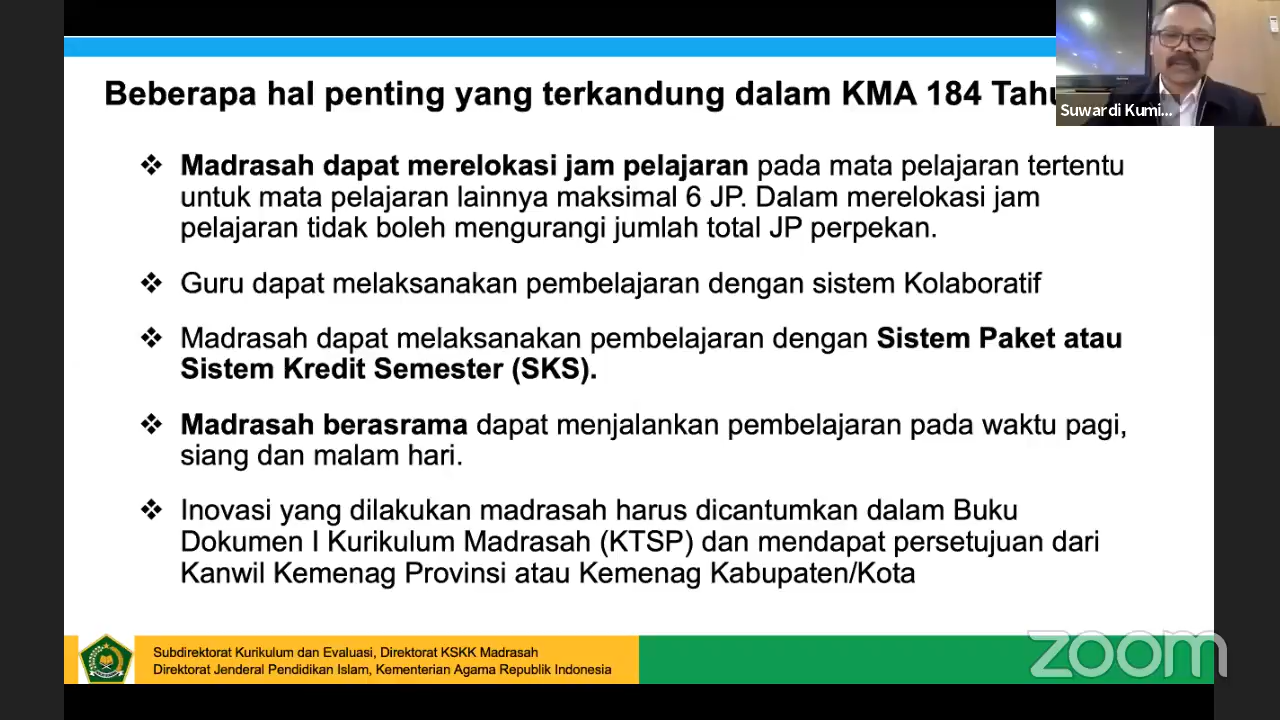 Beberapa hal penting yang terkandung dalam KMA 184
Suwardi Kumi...
❖ Madrasah dapat merelokasi jam pelajaran pada mata pelajaran tertentu
untuk mata pelajaran lainnya maksimal 6 JP. Dalam merelokasi jam
pelajaran tidak boleh mengurangi jumlah total JP perpekan.
❖ Guru dapat melaksanakan pembelajaran dengan sistem Kolaboratif
❖ Madrasah dapat melaksanakan pembelajaran dengan Sistem Paket atau
Sistem Kredit Semester (SKS).
❖ Madrasah berasrama dapat menjalankan pembelajaran pada waktu pagi,
siang dan malam hari.
❖ Inovasi yang dilakukan madrasah harus dicantumkan dalam Buku
Dokumen I Kurikulum Madrasah (KTSP) dan mendapat persetujuan dari
Kanwil Kemenag Provinsi atau Kemenag Kabupaten/Kota
Subdirektorat Kurikulum dan Evaluasi, Direktorat KSKK Madrasah
Direktorat Jenderal Pendidikan Islam, Kementerian Agama Republik Indonesia
zoom